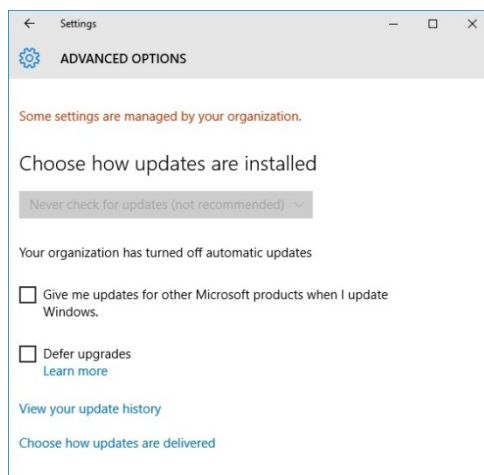 Settings
ADVANCED OPTIONS
Some settings are managed by your organization.
Choose how updates are installed
Never check for updates (not recommended)
Your organization has turned off automatic updates
Give me updates for other Microsoft products when I update
Windows.
Defer upgrades
Learn more
View your update history
Choose how updates are delivered